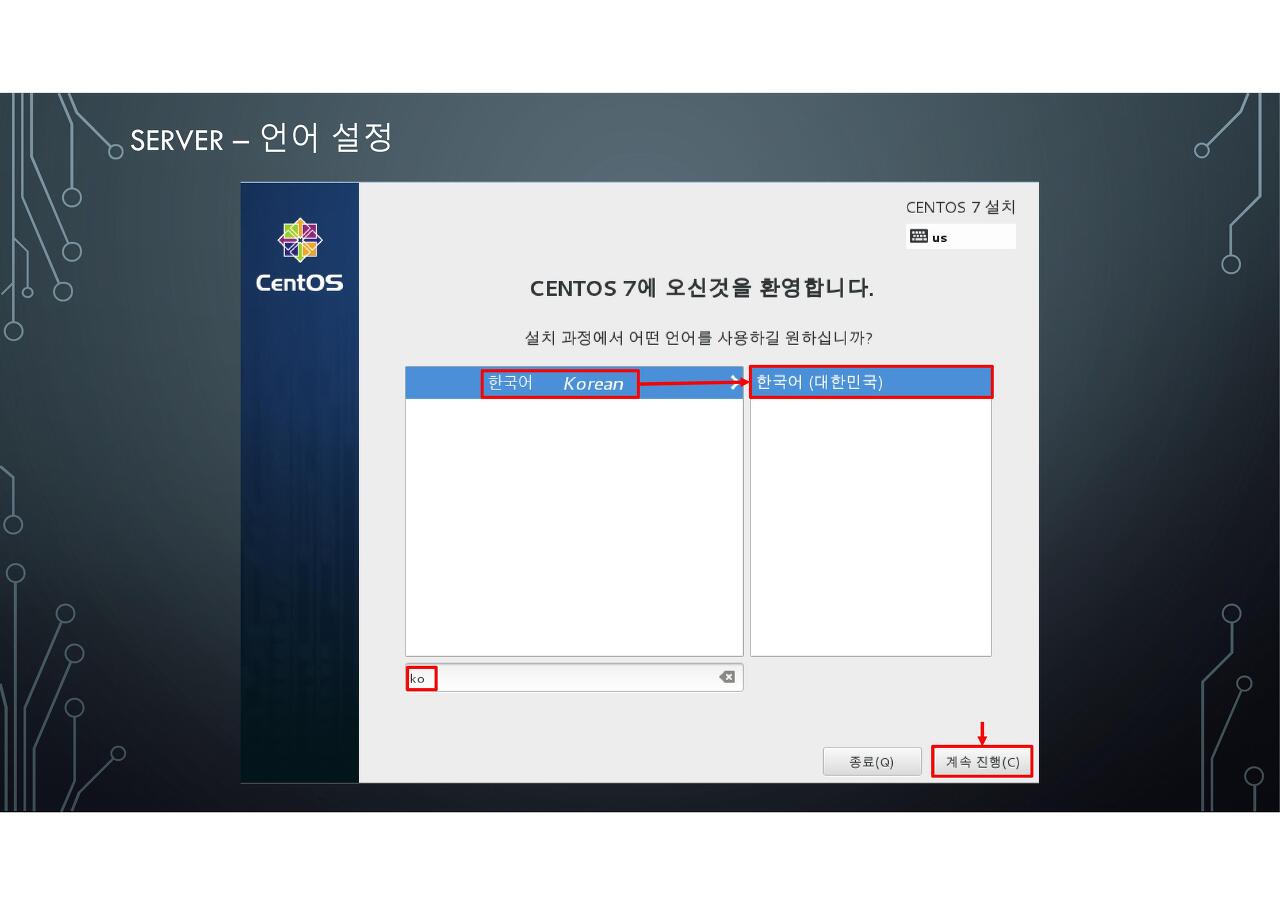 SERVER – 언어 설정
CentOS
CENTOS 7 설치
us
CENTOS 7에 오신것을 환영합니다.
설치 과정에서 어떤 언어를 사용하길 원하십니까?
한국어 Korean 한국어 (대한민국)
ko
종료(Q) 계속 진행(C)